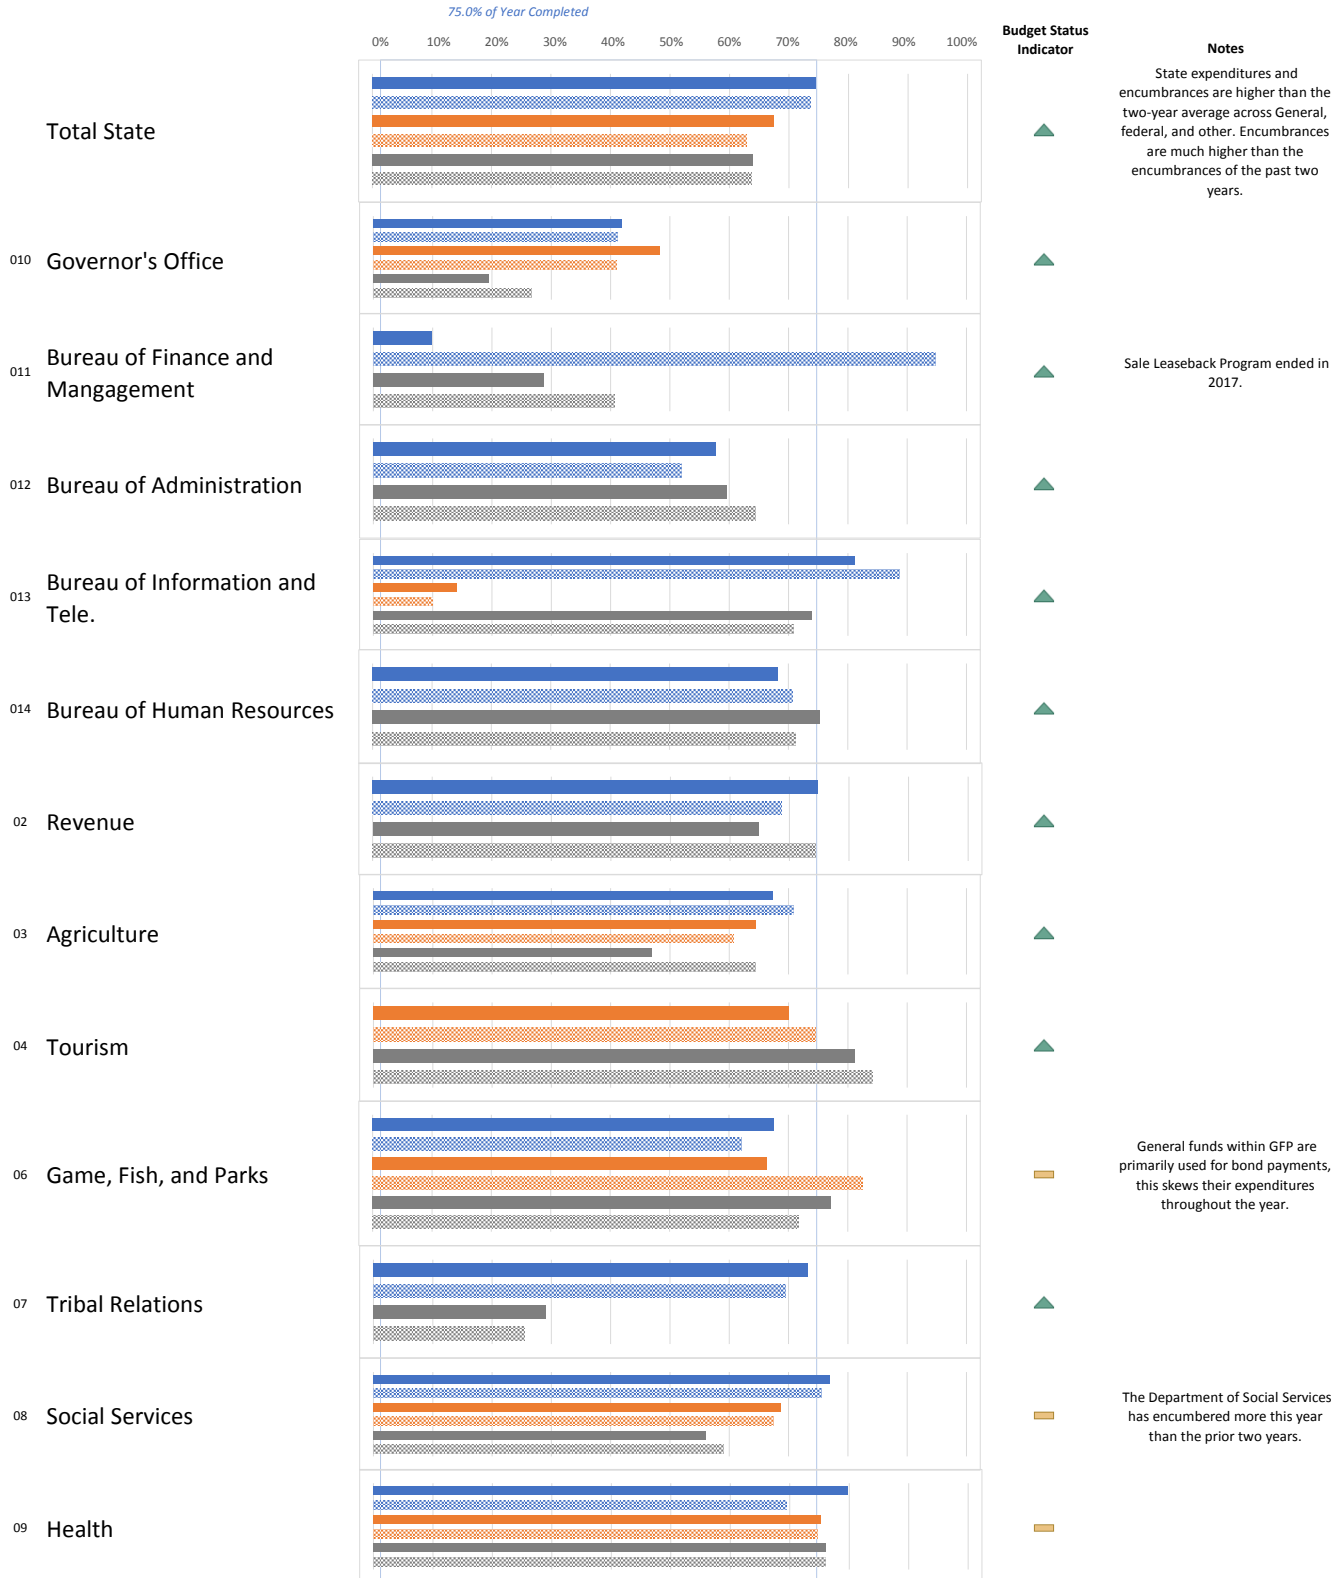 75.0% of Year Completed
0% 10% 20% 30% 40% 50% 60% 70% 80% 90% 100%
Budget Status
Indicator
Notes
Total State
State expenditures and
encumbrances are higher than the
two-year average across General,
federal, and other. Encumbrances
are much higher than the
encumbrances of the past two
years.
010 Governor's Office
011 Bureau of Finance and
Mangagement
Sale Leaseback Program ended in
2017.
012 Bureau of Administration
013 Bureau of Information and
Tele.
014 Bureau of Human Resources
02 Revenue
03 Agriculture
04 Tourism
06 Game, Fish, and Parks
General funds within GFP are
primarily used for bond payments,
this skews their expenditures
throughout the year.
07 Tribal Relations
08 Social Services
The Department of Social Services
has encumbered more this year
than the prior two years.
09 Health